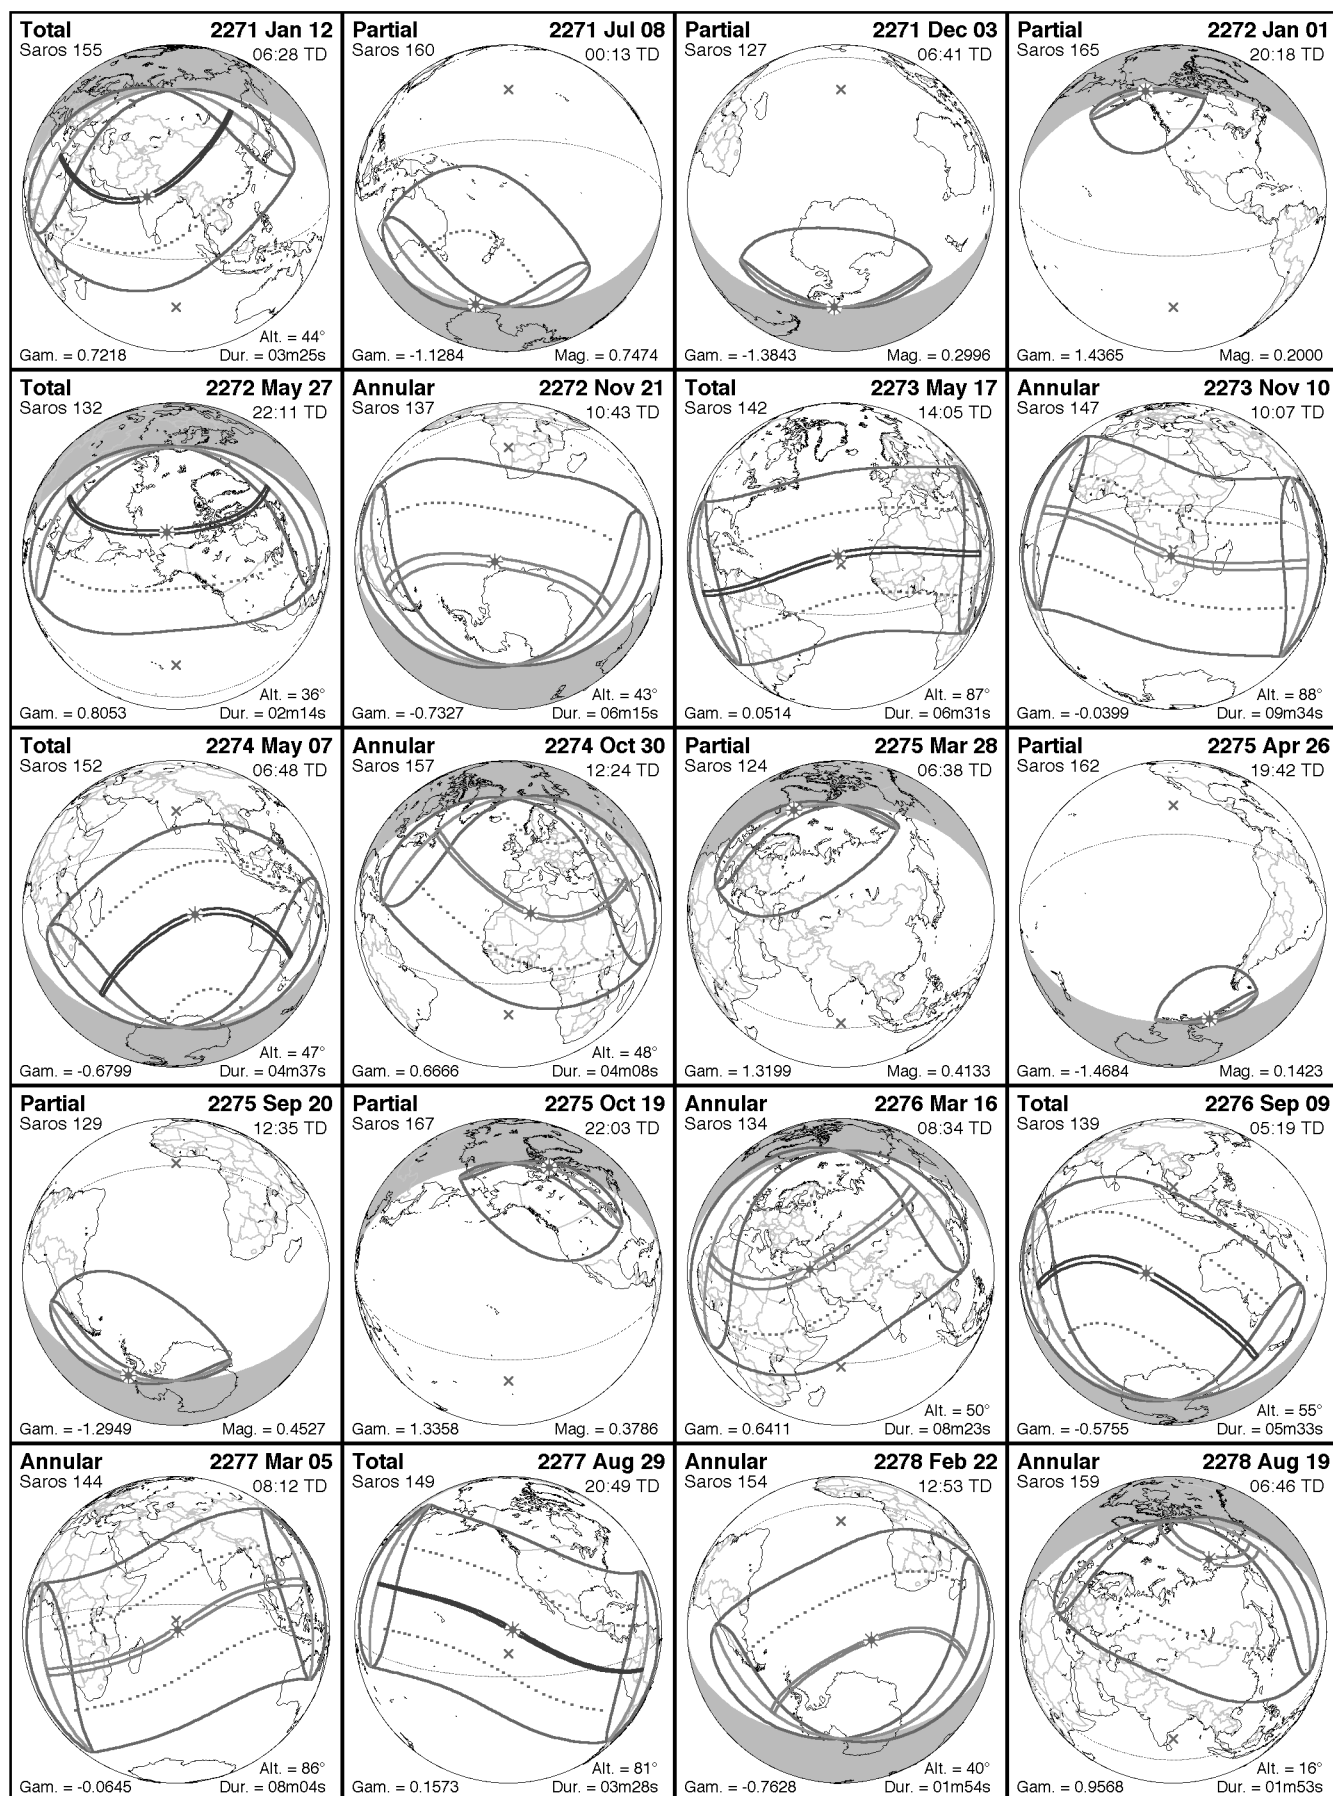 Total 2271 Jan 12
Saros 155 06:28 TD
Alt. = 44°
Gam. = 0.7218 Dur. = 03m25s
Partial 2271 Jul 08
Saros 160 00:13 TD
Gam. = -1.1284 Mag. = 0.7474
Partial 2271 Dec 03
Saros 127 06:41 TD
Gam. = -1.3843 Mag. = 0.2996
Partial 2272 Jan 01
Saros 165 20:18 TD
Gam. = 1.4365 Mag. = 0.2000
Total 2272 May 27
Saros 132 22:11 TD
Alt. = 36°
Gam. = 0.8053 Dur. = 02m14s
Annular 2272 Nov 21
Saros 137 10:43 TD
Alt. = 43°
Gam. = -0.7327 Dur. = 06m15s
Total 2273 May 17
Saros 142 14:05 TD
Alt. = 87°
Gam. = 0.0514 Dur. = 06m31s
Annular 2273 Nov 10
Saros 147 10:07 TD
Alt. = 88°
Gam. = -0.0399 Dur. = 09m34s
Total 2274 May 07
Saros 152 06:48 TD
Alt. = 47°
Gam. = -0.6799 Dur. = 04m37s
Annular 2274 Oct 30
Saros 157 12:24 TD
Alt. = 48°
Gam. = 0.6666 Dur. = 04m08s
Partial 2275 Mar 28
Saros 124 06:38 TD
Gam. = 1.3199 Mag. = 0.4133
Partial 2275 Apr 26
Saros 162 19:42 TD
Gam. = -1.4684 Mag. = 0.1423
Partial 2275 Sep 20
Saros 129 12:35 TD
Gam. = -1.2949 Mag. = 0.4527
Partial 2275 Oct 19
Saros 167 22:03 TD
Gam. = 1.3358 Mag. = 0.3786
Annular 2276 Mar 16
Saros 134 08:34 TD
Alt. = 50°
Gam. = 0.6411 Dur. = 08m23s
Total 2276 Sep 09
Saros 139 05:19 TD
Alt. = 55°
Gam. = -0.5755 Dur. = 05m33s
Annular 2277 Mar 05
Saros 144 08:12 TD
Alt. = 86°
Gam. = -0.0645 Dur. = 08m04s
Total 2277 Aug 29
Saros 149 20:49 TD
Alt. = 81°
Gam. = 0.1573 Dur. = 03m28s
Annular 2278 Feb 22
Saros 154 12:53 TD
Alt. = 40°
Gam. = -0.7628 Dur. = 01m54s
Annular 2278 Aug 19
Saros 159 06:46 TD
Alt. = 16°
Gam. = 0.9568 Dur. = 01m53s